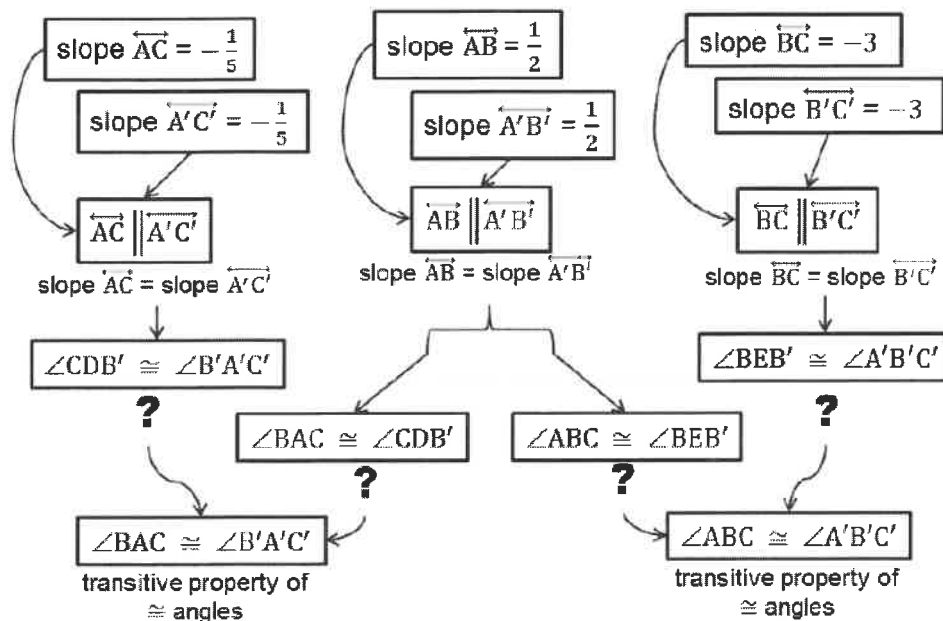 slope AC = −1/5
slope A′C′ = −1/5
AC ∥ A′C′
slope AC = slope A′C′
∠CDB′ ≅ ∠B′A′C′
?
slope AB = 1/2
slope A′B′ = 1/2
AB ∥ A′B′
slope AB = slope A′B′
∠BAC ≅ ∠CDB′
?
∠ABC ≅ ∠BEB′
?
slope BC = −3
slope B′C′ = −3
BC ∥ B′C′
slope BC = slope B′C′
∠BEB′ ≅ ∠A′B′C′
?
∠BAC ≅ ∠B′A′C′
transitive property of
≅ angles
∠ABC ≅ ∠A′B′C′
transitive property of
≅ angles